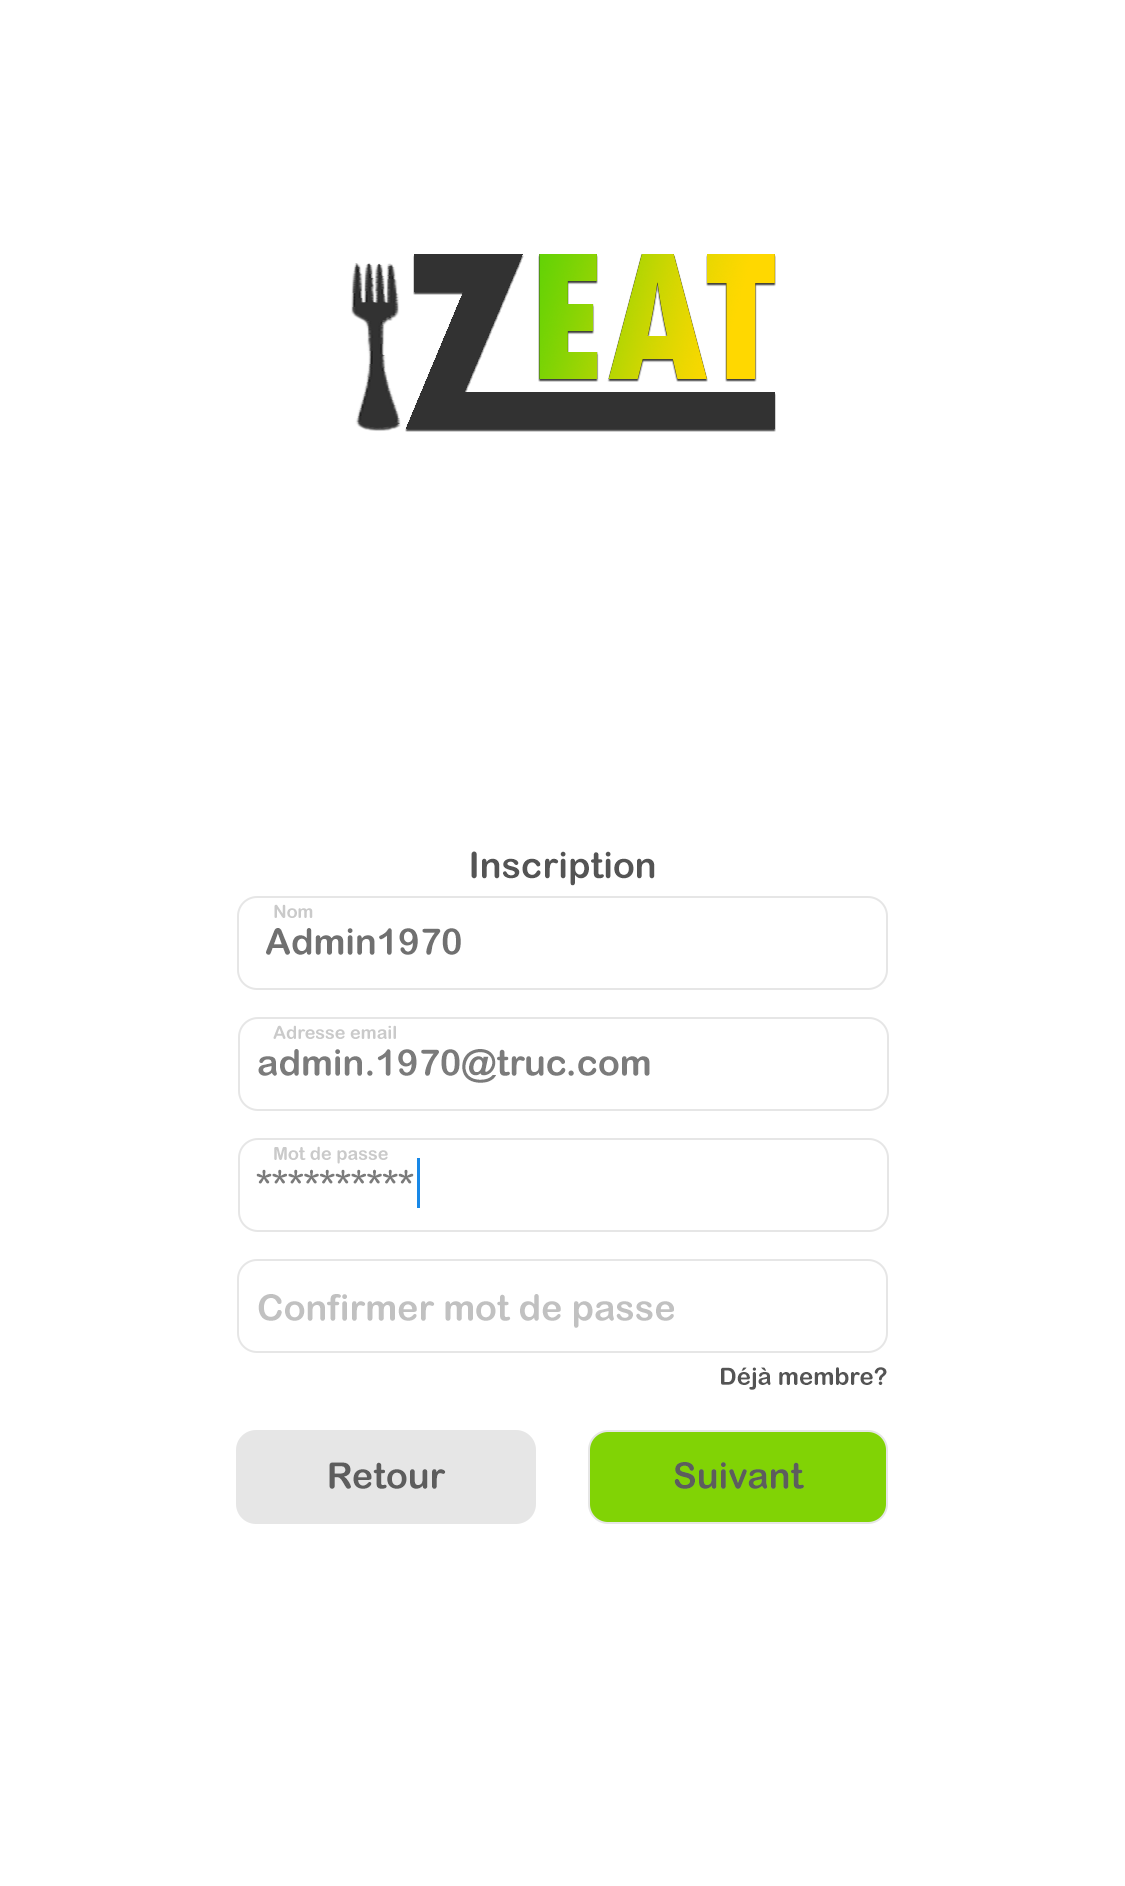 ZEAT
Inscription
Nom
Admin1970
Adresse email
admin.1970@truc.com
Mot de passe
**********
Confirmer mot de passe
Déjà membre?
Retour
Suivant